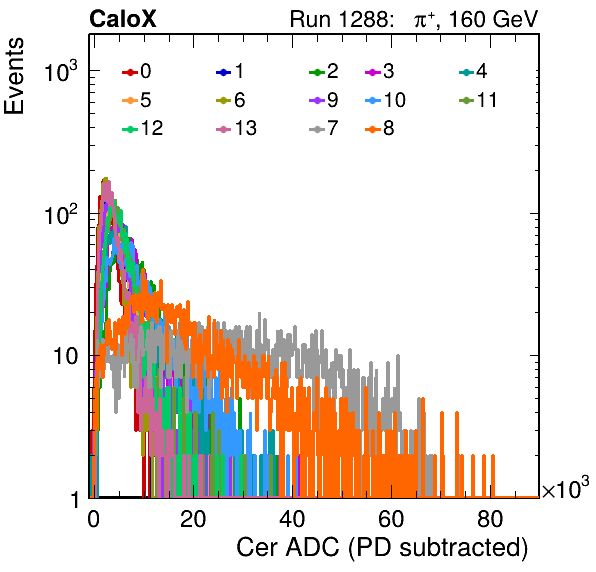 CaloX Run 1288: π⁺, 160 GeV
Events
10³
10²
10
1
0 1 2 3 4
5 6 9 10 11
12 13 7 8
0 20 40 60 80
×10³
Cer ADC (PD subtracted)